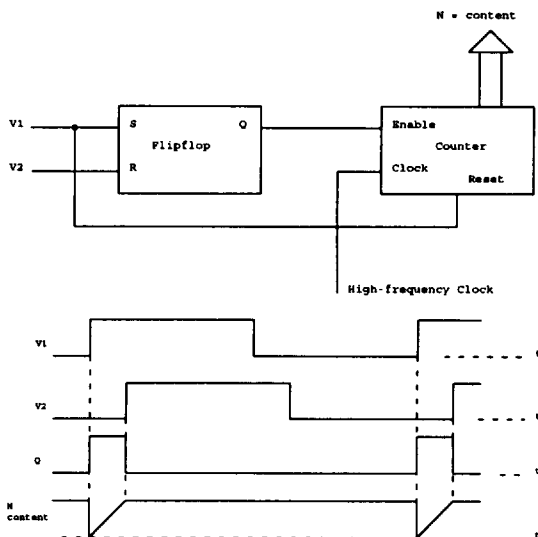 N = content
V1
S
Q
Enable
Flipflop
Counter
V2
R
Clock
Reset
High-frequency Clock
V1
V2
Q
N
content